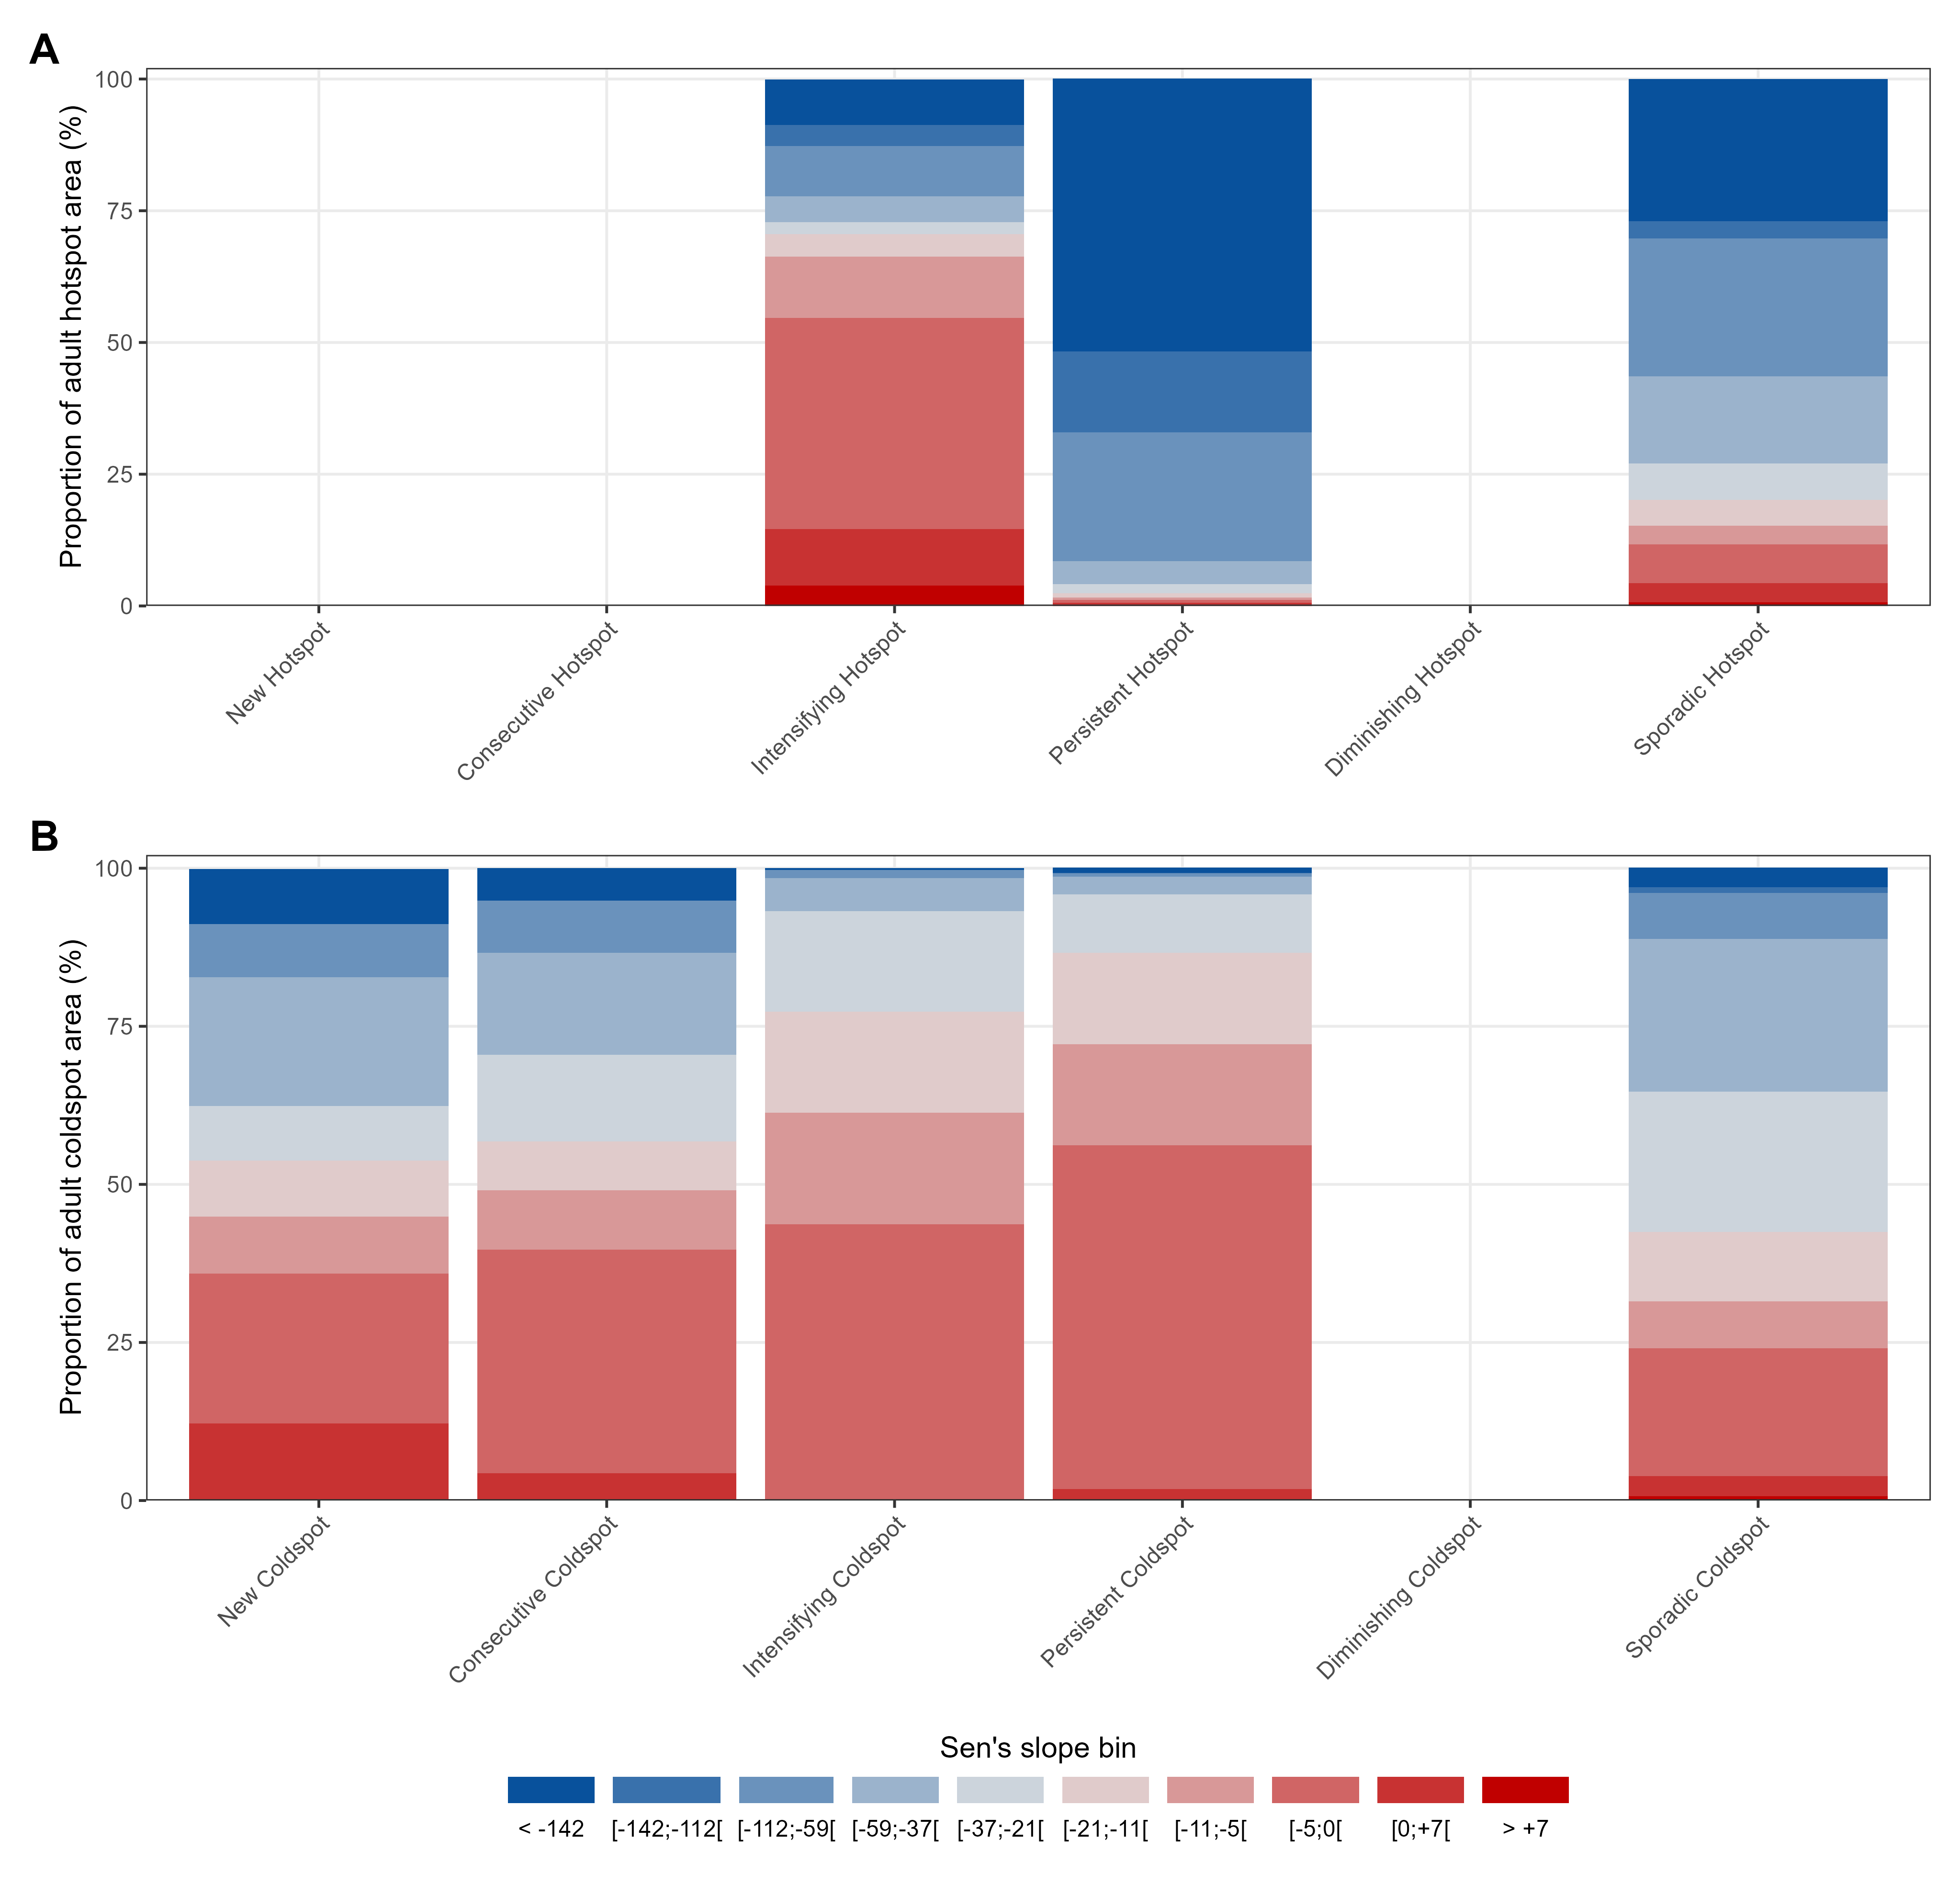 A
Proportion of adult hotspot area (%)
100
75
50
25
0
New Hotspot
Consecutive Hotspot
Intensifying Hotspot
Persistent Hotspot
Diminishing Hotspot
Sporadic Hotspot
B
Proportion of adult coldspot area (%)
100
75
50
25
0
New Coldspot
Consecutive Coldspot
Intensifying Coldspot
Persistent Coldspot
Diminishing Coldspot
Sporadic Coldspot
Sen's slope bin
< -142 [-142;-112[ [-112;-59[ [-59;-37[ [-37;-21[ [-21;-11[ [-11;-5[ [-5;0[ [0;+7[ > +7